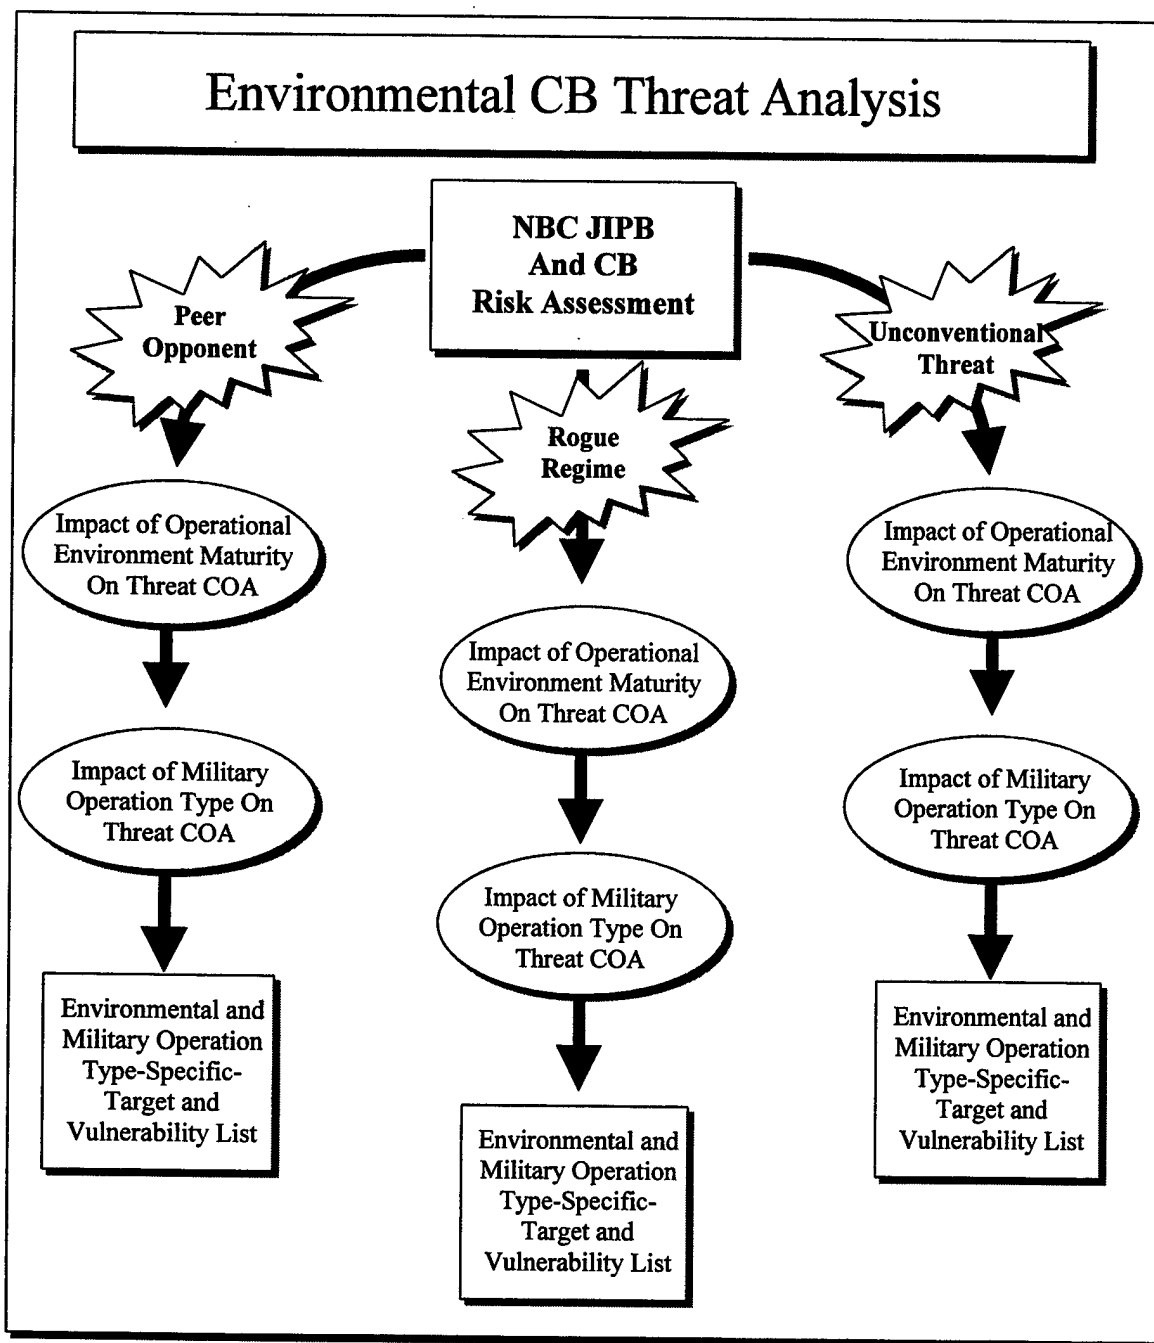 Environmental CB Threat Analysis
NBC JIPB
And CB
Risk Assessment
Peer
Opponent
Impact of Operational
Environment Maturity
On Threat COA
Impact of Military
Operation Type On
Threat COA
Environmental and
Military Operation
Type-Specific-
Target and
Vulnerability List
Rogue
Regime
Impact of Operational
Environment Maturity
On Threat COA
Impact of Military
Operation Type On
Threat COA
Environmental and
Military Operation
Type-Specific-
Target and
Vulnerability List
Unconventional
Threat
Impact of Operational
Environment Maturity
On Threat COA
Impact of Military
Operation Type On
Threat COA
Environmental and
Military Operation
Type-Specific-
Target and
Vulnerability List